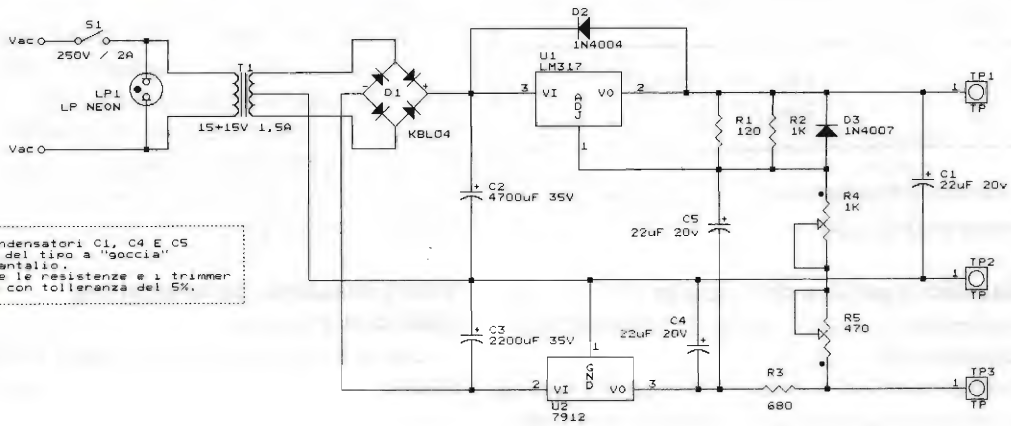 S1
Vac
250V / 2A
LP1
LP NEON
Vac
T1
15+15V 1,5A
-
+
D1
KBL04
D2
1N4004
U1
LM317
3
VI
VO
2
ADJ
1
R1
120
R2
1K
D3
1N4007
1
TP1
TP
+
C2
4700uF 35V
+
C5
22uF 20v
R4
1K
+
C1
22uF 20v
ndensatori C1, C4 E C5
del tipo a "goccia"
antalio.
e le resistenze e i trimmer
con tolleranza del 5%.
1
TP2
TP
+
C3
2200uF 35V
1
GND
2
VI
VO
3
U2
7912
+
C4
22uF 20V
R5
470
R3
680
1
TP3
TP